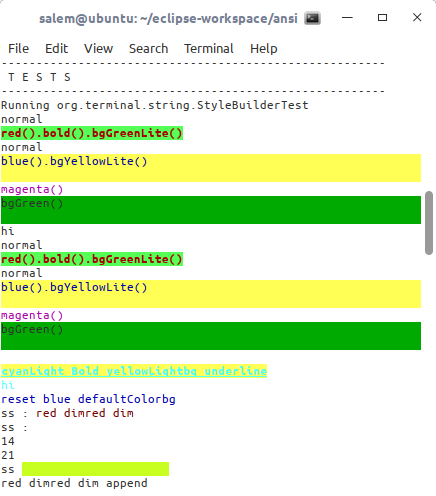 salem@ubuntu: ~/eclipse-workspace/ansi
File Edit View Search Terminal Help
-------------------------------------------------------
 T E S T S
-------------------------------------------------------
Running org.terminal.string.StyleBuilderTest
normal
red().bold().bgGreenLite()
normal
blue().bgYellowLite()
magenta()
bgGreen()
hi
normal
red().bold().bgGreenLite()
normal
blue().bgYellowLite()
magenta()
bgGreen()
cyanLight Bold yellowLightbg underline
hi
reset blue defaultColorbg
ss : red dimred dim
ss :
14
21
ss
red dimred dim append